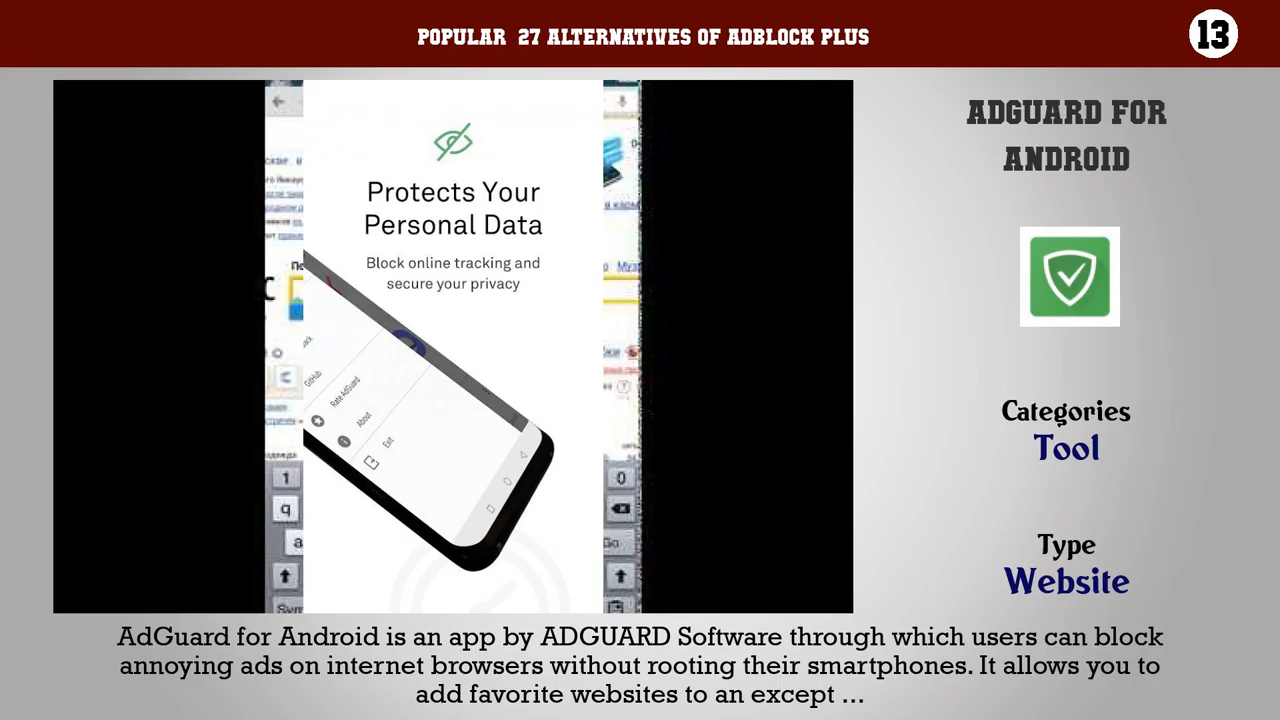 POPULAR 27 ALTERNATIVES OF ADBLOCK PLUS
13
ADGUARD FOR
ANDROID
Protects Your
Personal Data
Block online tracking and
secure your privacy
GitHub
Rate AdGuard
About
Exit
1
0
q
Categories
Tool
Type
Website
AdGuard for Android is an app by ADGUARD Software through which users can block
annoying ads on internet browsers without rooting their smartphones. It allows you to
add favorite websites to an except ...